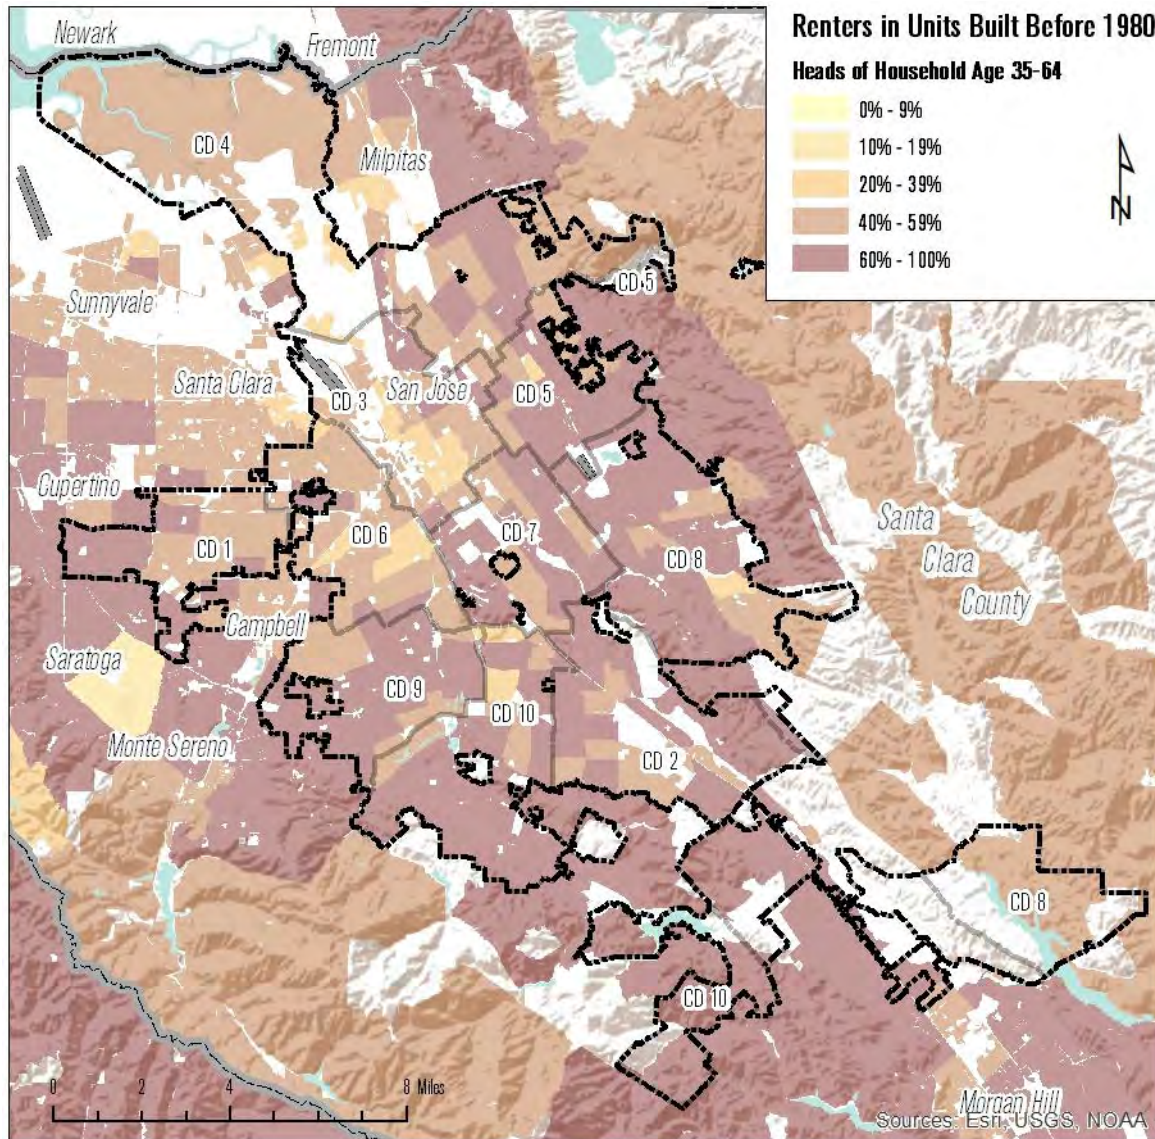 Renters in Units Built Before 1980
Heads of Household Age 35-64
0% - 9%
10% - 19%
20% - 39%
40% - 59%
60% - 100%
N
Newark
Fremont
CD 4
Milpitas
CD 5
Sunnyvale
Santa Clara
San Jose
CD 3
CD 5
Cupertino
Santa
Clara
County
CD 1
CD 6
CD 7
CD 8
Campbell
Saratoga
CD 9
CD 10
Monte Sereno
CD 2
CD 8
CD 10
0 2 4 8 Miles
Morgan Hill
Sources: Esri, USGS, NOAA